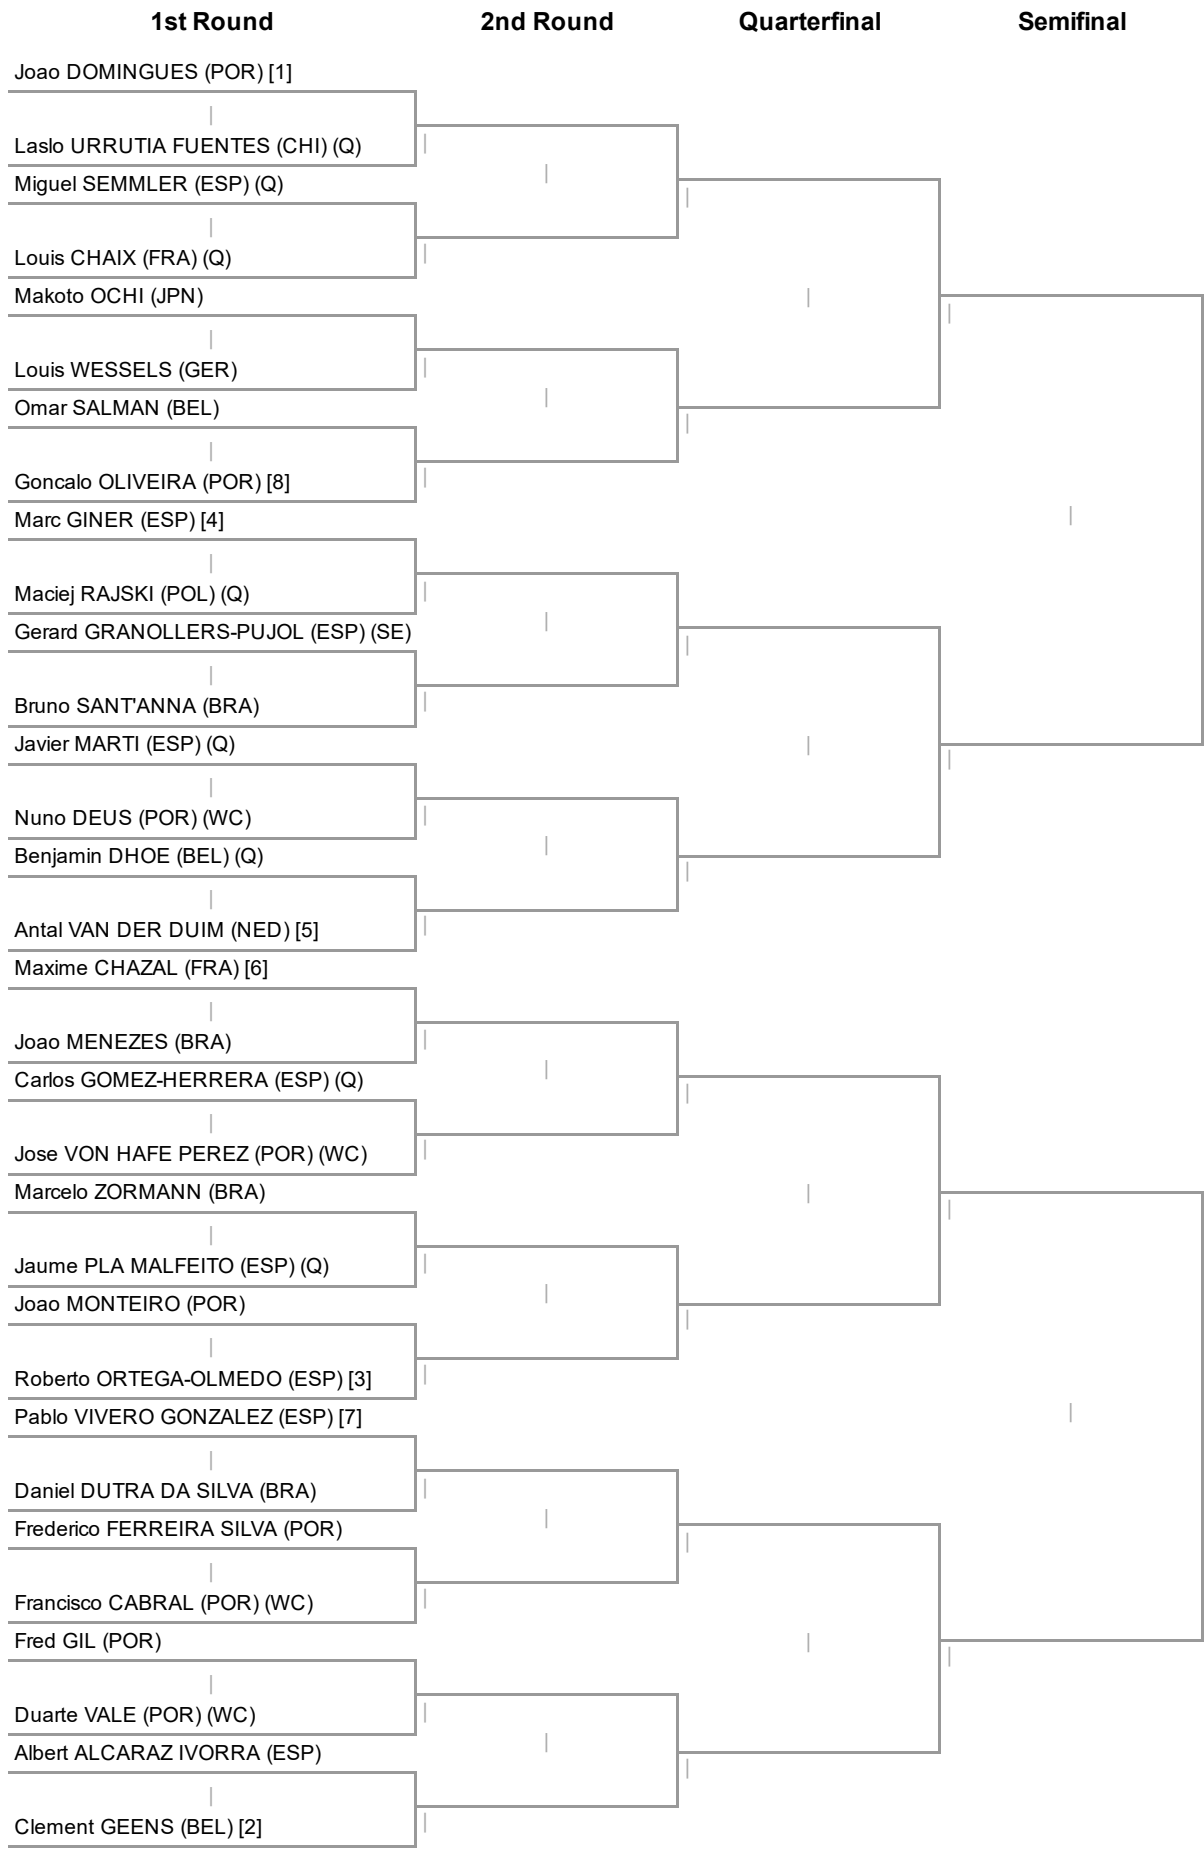 1st Round 2nd Round Quarterfinal Semifinal
Joao DOMINGUES (POR) [1]
Laslo URRUTIA FUENTES (CHI) (Q)
Miguel SEMMLER (ESP) (Q)
Louis CHAIX (FRA) (Q)
Makoto OCHI (JPN)
Louis WESSELS (GER)
Omar SALMAN (BEL)
Goncalo OLIVEIRA (POR) [8]
Marc GINER (ESP) [4]
Maciej RAJSKI (POL) (Q)
Gerard GRANOLLERS-PUJOL (ESP) (SE)
Bruno SANT'ANNA (BRA)
Javier MARTI (ESP) (Q)
Nuno DEUS (POR) (WC)
Benjamin DHOE (BEL) (Q)
Antal VAN DER DUIM (NED) [5]
Maxime CHAZAL (FRA) [6]
Joao MENEZES (BRA)
Carlos GOMEZ-HERRERA (ESP) (Q)
Jose VON HAFE PEREZ (POR) (WC)
Marcelo ZORMANN (BRA)
Jaume PLA MALFEITO (ESP) (Q)
Joao MONTEIRO (POR)
Roberto ORTEGA-OLMEDO (ESP) [3]
Pablo VIVERO GONZALEZ (ESP) [7]
Daniel DUTRA DA SILVA (BRA)
Frederico FERREIRA SILVA (POR)
Francisco CABRAL (POR) (WC)
Fred GIL (POR)
Duarte VALE (POR) (WC)
Albert ALCARAZ IVORRA (ESP)
Clement GEENS (BEL) [2]